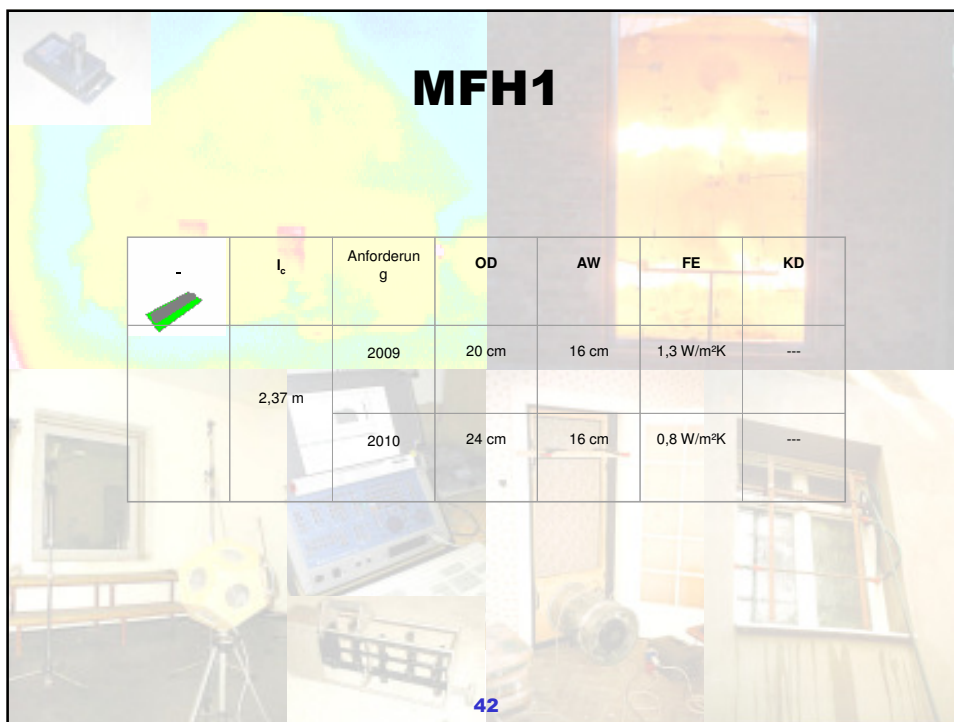 MFH1
- lc Anforderun OD AW FE KD
g
2009 20 cm 16 cm 1,3 W/m²K ---
2,37 m
2010 24 cm 16 cm 0,8 W/m²K ---
42